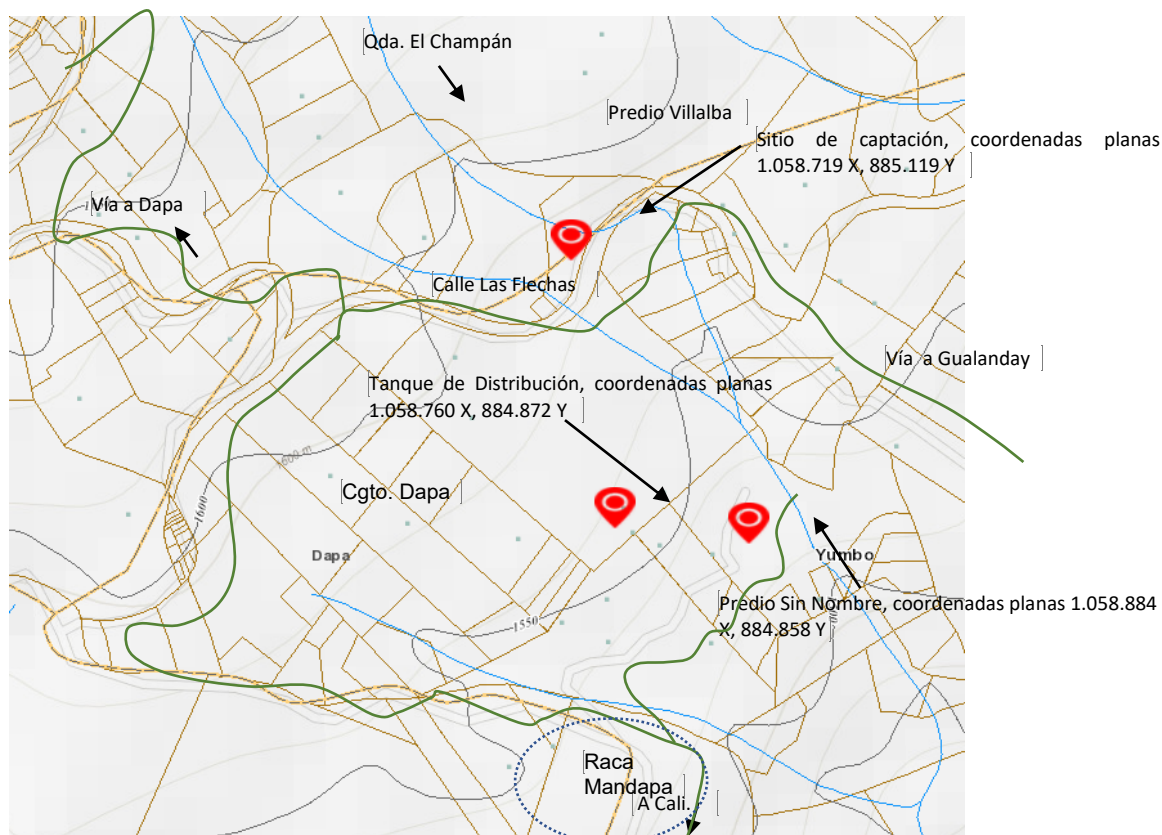 Qda. El Champán
Predio Villalba
Sitio de captación, coordenadas planas
1.058.719 X, 885.119 Y
Vía a Dapa
Calle Las Flechas
Vía a Gualanday
Tanque de Distribución, coordenadas planas
1.058.760 X, 884.872 Y
1600 m
1600
Cgto. Dapa
Dapa
Yumbo
Predio Sin Nombre, coordenadas planas 1.058.884
X, 884.858 Y
1550
Raca
Mandapa
A Cali.